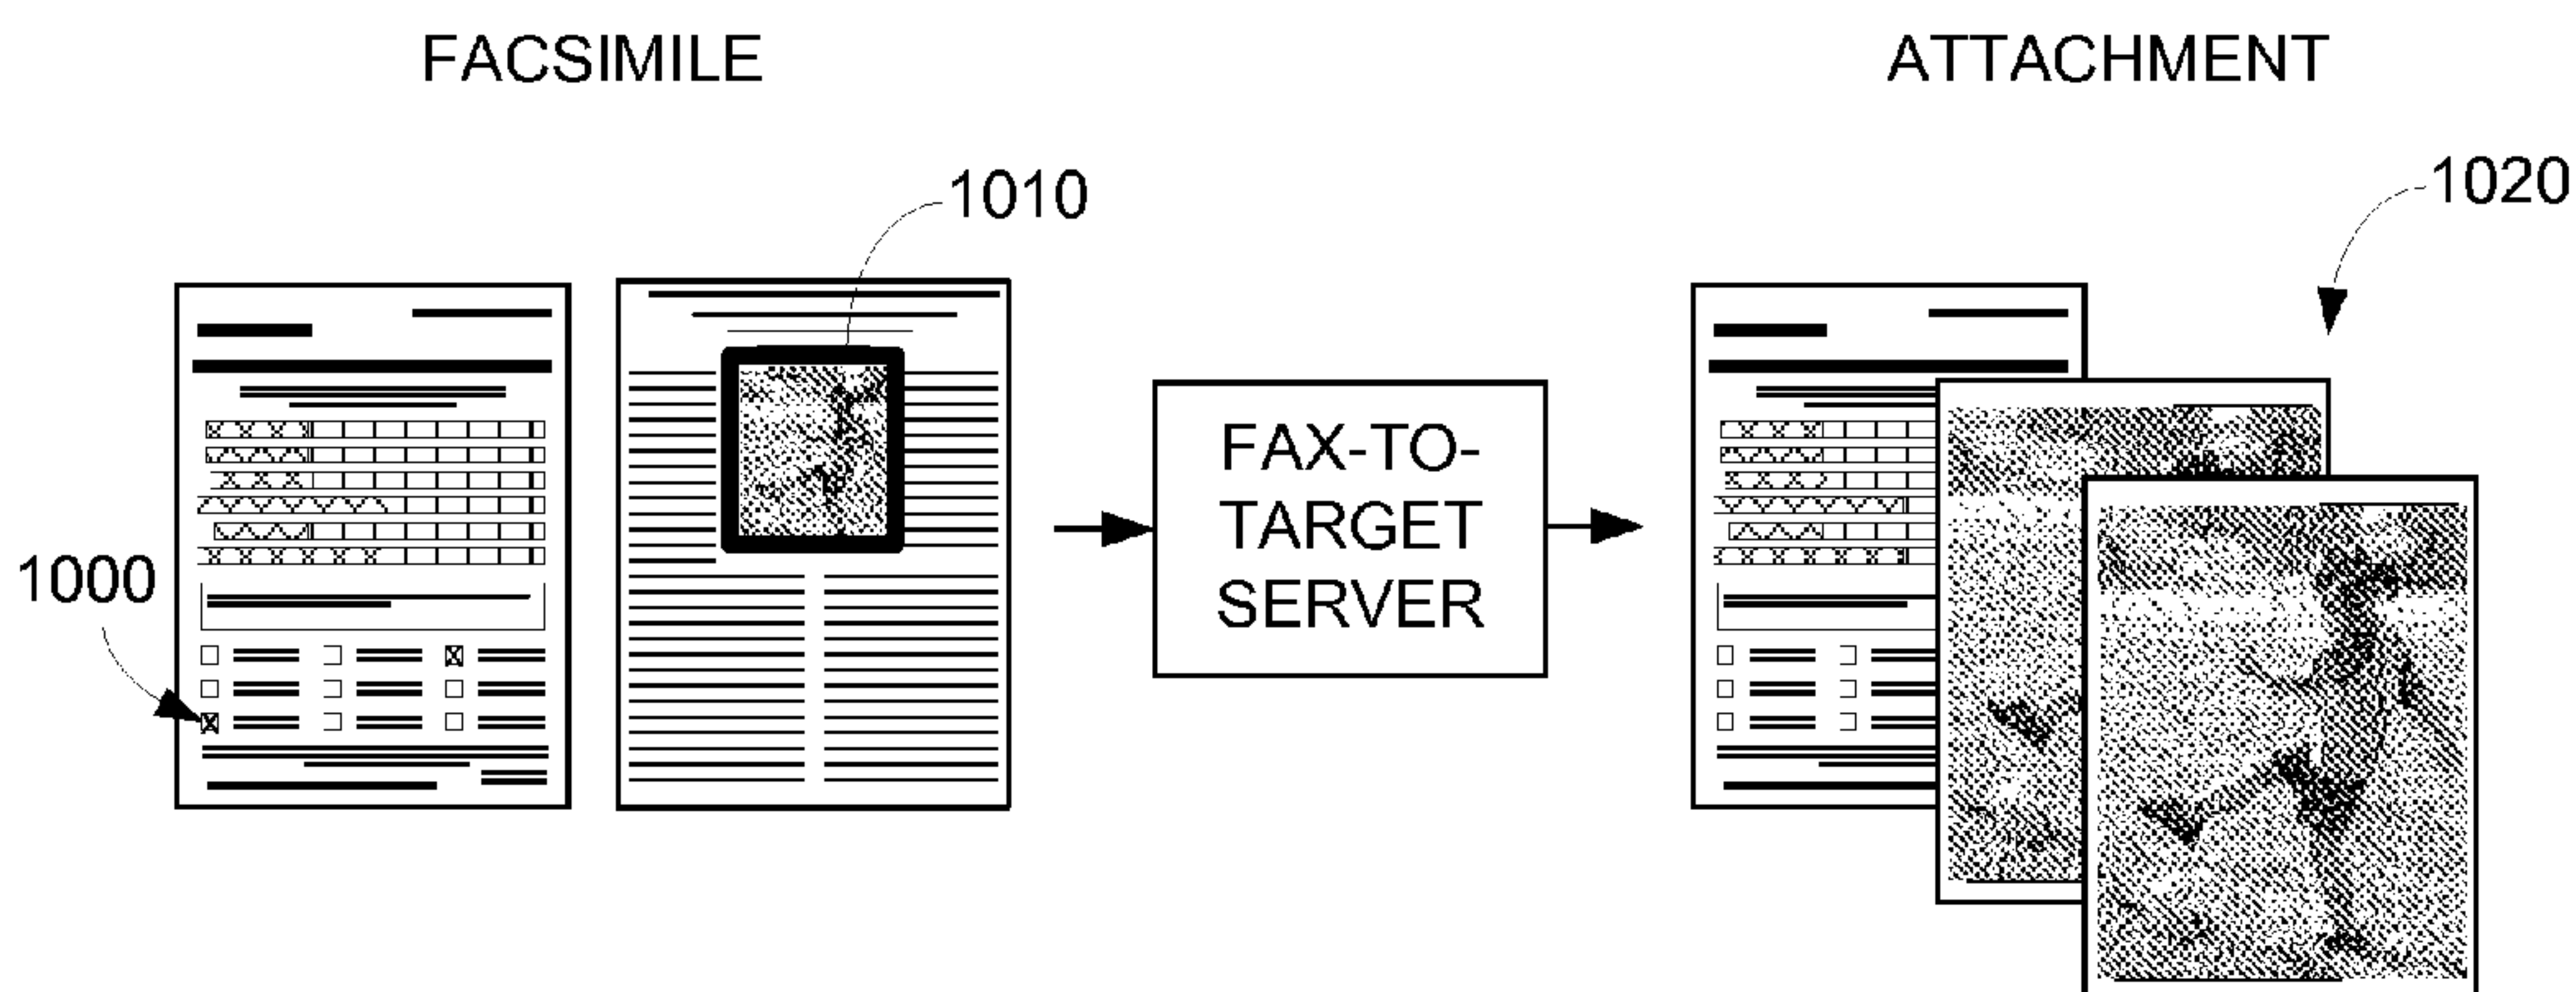 FACSIMILE
ATTACHMENT
1010
1020
1000
FAX-TO-
TARGET
SERVER